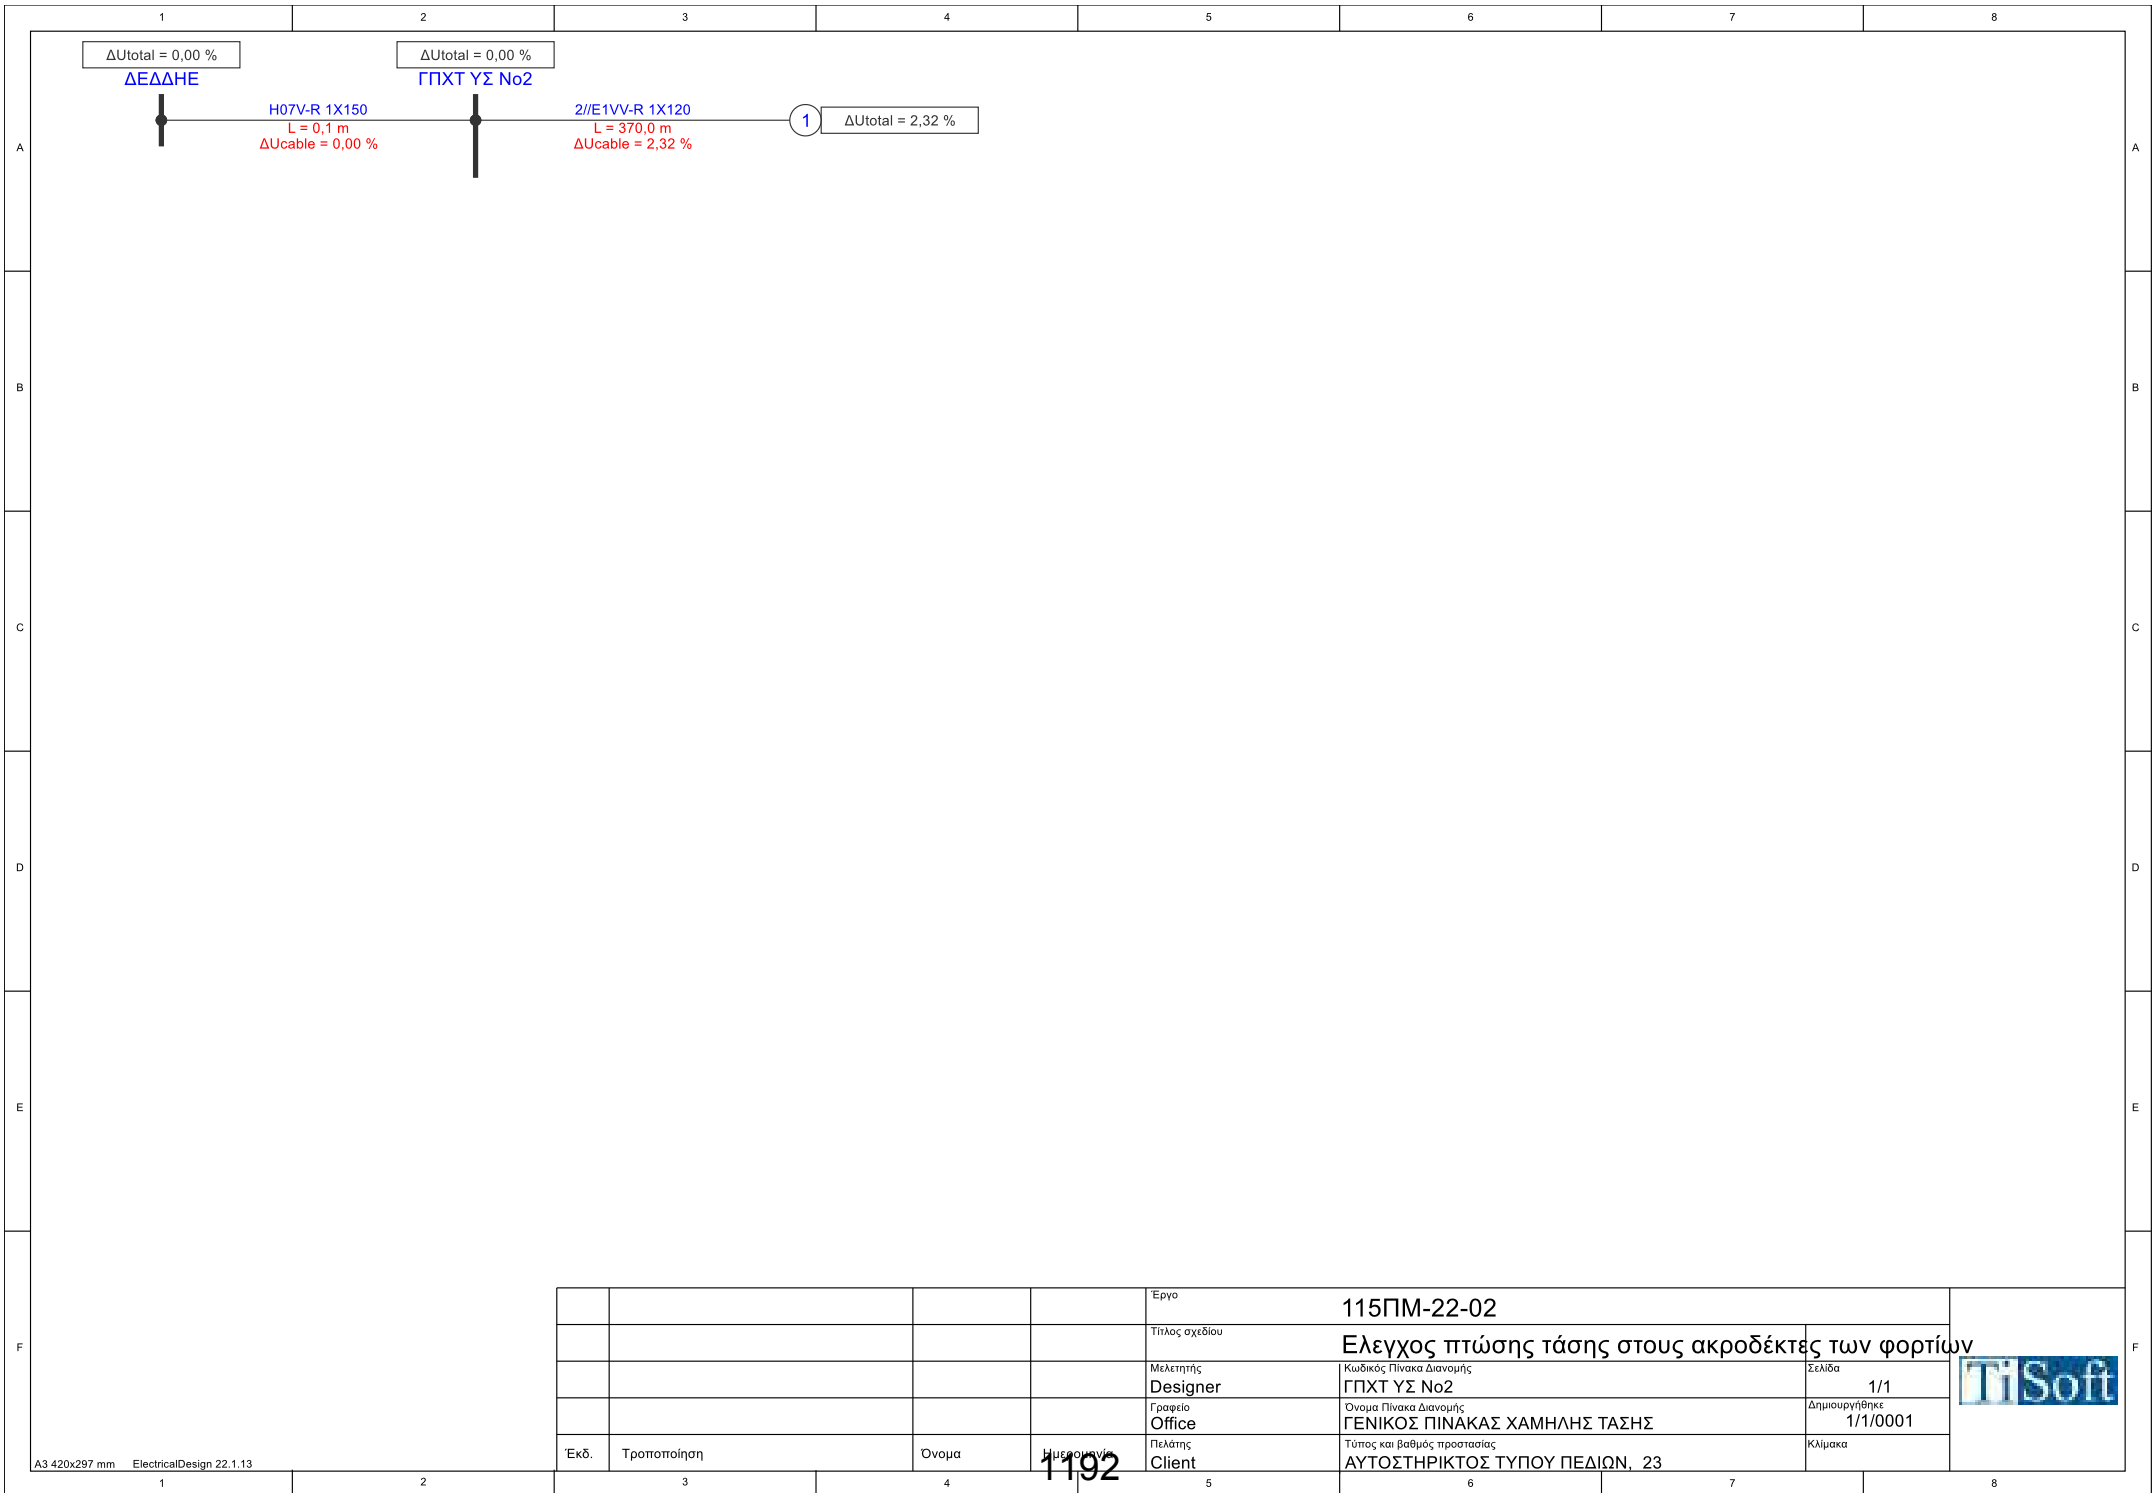 1 2 3 4 5 6 7 8
ΔUtotal = 0,00 %
ΔΕΔΔΗΕ
ΔUtotal = 0,00 %
ΓΠΧΤ ΥΣ Νο2
H07V-R 1X150
L = 0,1 m
ΔUcable = 0,00 %
2//E1VV-R 1X120
L = 370,0 m
ΔUcable = 2,32 %
1
ΔUtotal = 2,32 %
A A
B B
C C
D D
E E
F F
Έργο
115ΠΜ-22-02
Τίτλος σχεδίου
Ελεγχος πτώσης τάσης στους ακροδέκτες των φορτίων
Μελετητής
Designer
Κωδικός Πίνακα Διανομής
ΓΠΧΤ ΥΣ Νο2
Σελίδα
1/1
Γραφείο
Office
Όνομα Πίνακα Διανομής
ΓΕΝΙΚΟΣ ΠΙΝΑΚΑΣ ΧΑΜΗΛΗΣ ΤΑΣΗΣ
Δημιουργήθηκε
1/1/0001
Πελάτης
Client
Τύπος και βαθμός προστασίας
ΑΥΤΟΣΤΗΡΙΚΤΟΣ ΤΥΠΟΥ ΠΕΔΙΩΝ, 23
Κλίμακα
Έκδ. Τροποποίηση Όνομα Ημερομηνία
1192
TiSoft
A3 420x297 mm ElectricalDesign 22.1.13
1 2 3 4 5 6 7 8